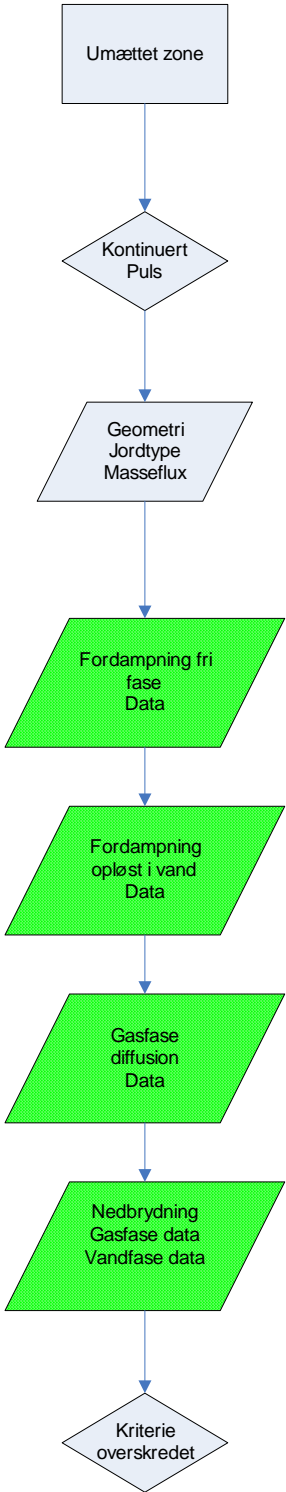 Umættet zone
Kontinuert
Puls
Geometri
Jordtype
Masseflux
Fordampning fri
fase
Data
Fordampning
opløst i vand
Data
Gasfase
diffusion
Data
Nedbrydning
Gasfase data
Vandfase data
Kriterie
overskredet